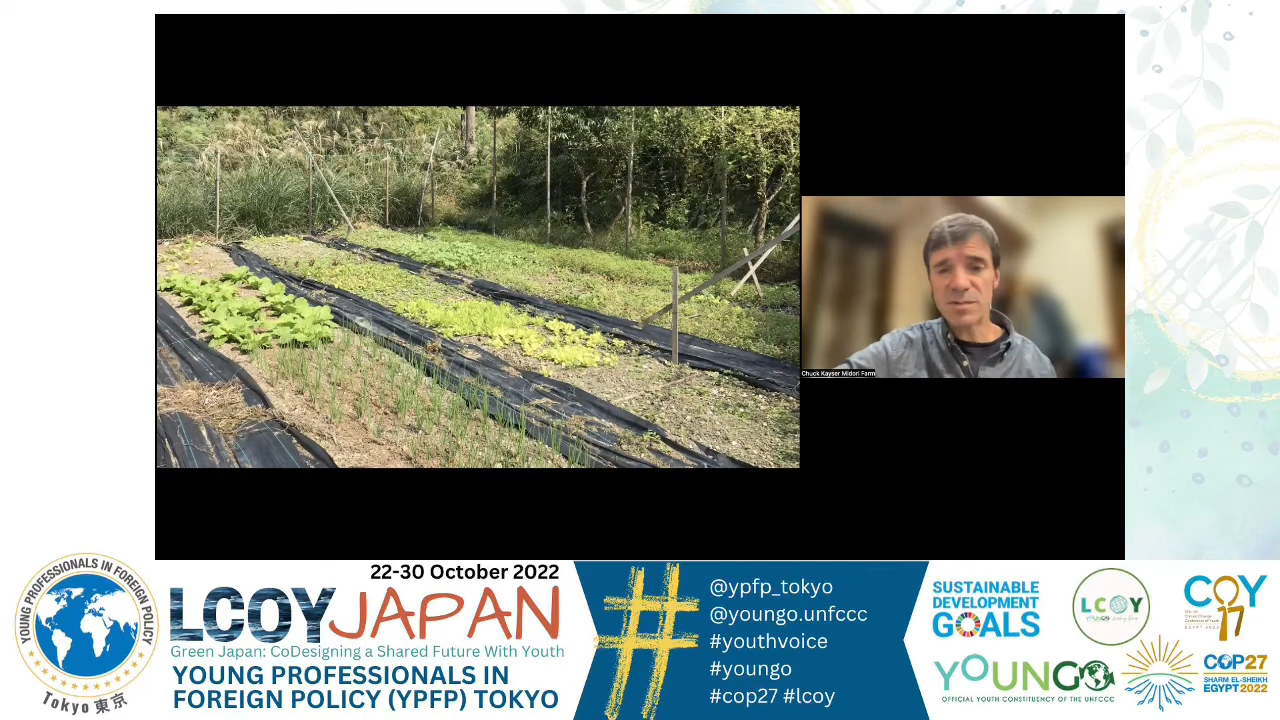 Chuck Kayser Midori Farm
YOUNG PROFESSIONALS IN FOREIGN POLICY
Tokyo 東京
22-30 October 2022
LCOY JAPAN
Green Japan: CoDesigning a Shared Future With Youth
YOUNG PROFESSIONALS IN
FOREIGN POLICY (YPFP) TOKYO
#
@ypfp_tokyo
@youngo.unfccc
#youthvoice
#youngo
#cop27 #lcoy
SUSTAINABLE
DEVELOPMENT
GOALS
LCOY
COY
17
YOUNGO
OFFICIAL YOUTH CONSTITUENCY OF THE UNFCCC
COP27
SHARM EL-SHEIKH
EGYPT 2022